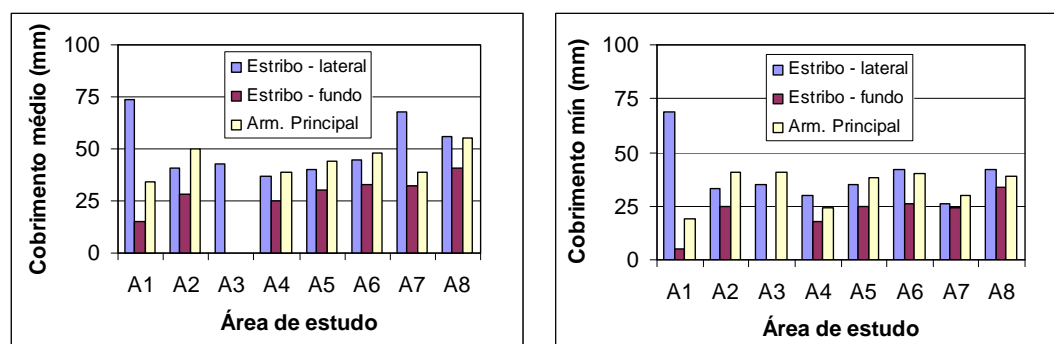 Cobrimento médio (mm)
100
75
50
25
0
Estribo - lateral
Estribo - fundo
Arm. Principal
A1 A2 A3 A4 A5 A6 A7 A8
Área de estudo
Cobrimento mín (mm)
100
75
50
25
0
Estribo - lateral
Estribo - fundo
Arm. Principal
A1 A2 A3 A4 A5 A6 A7 A8
Área de estudo